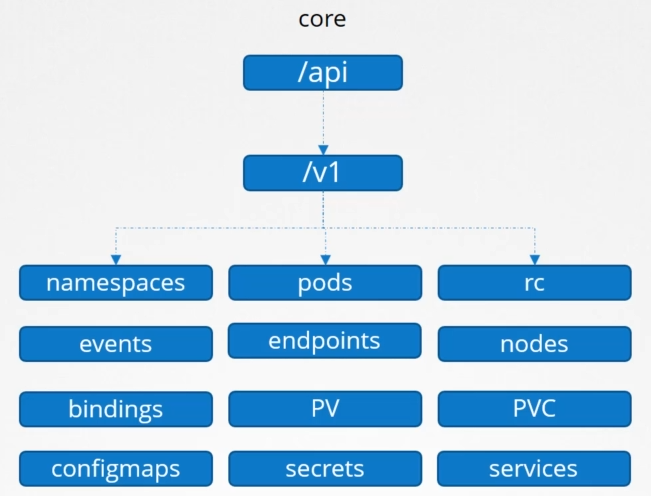 core
/api
/v1
namespaces pods rc
events endpoints nodes
bindings PV PVC
configmaps secrets services